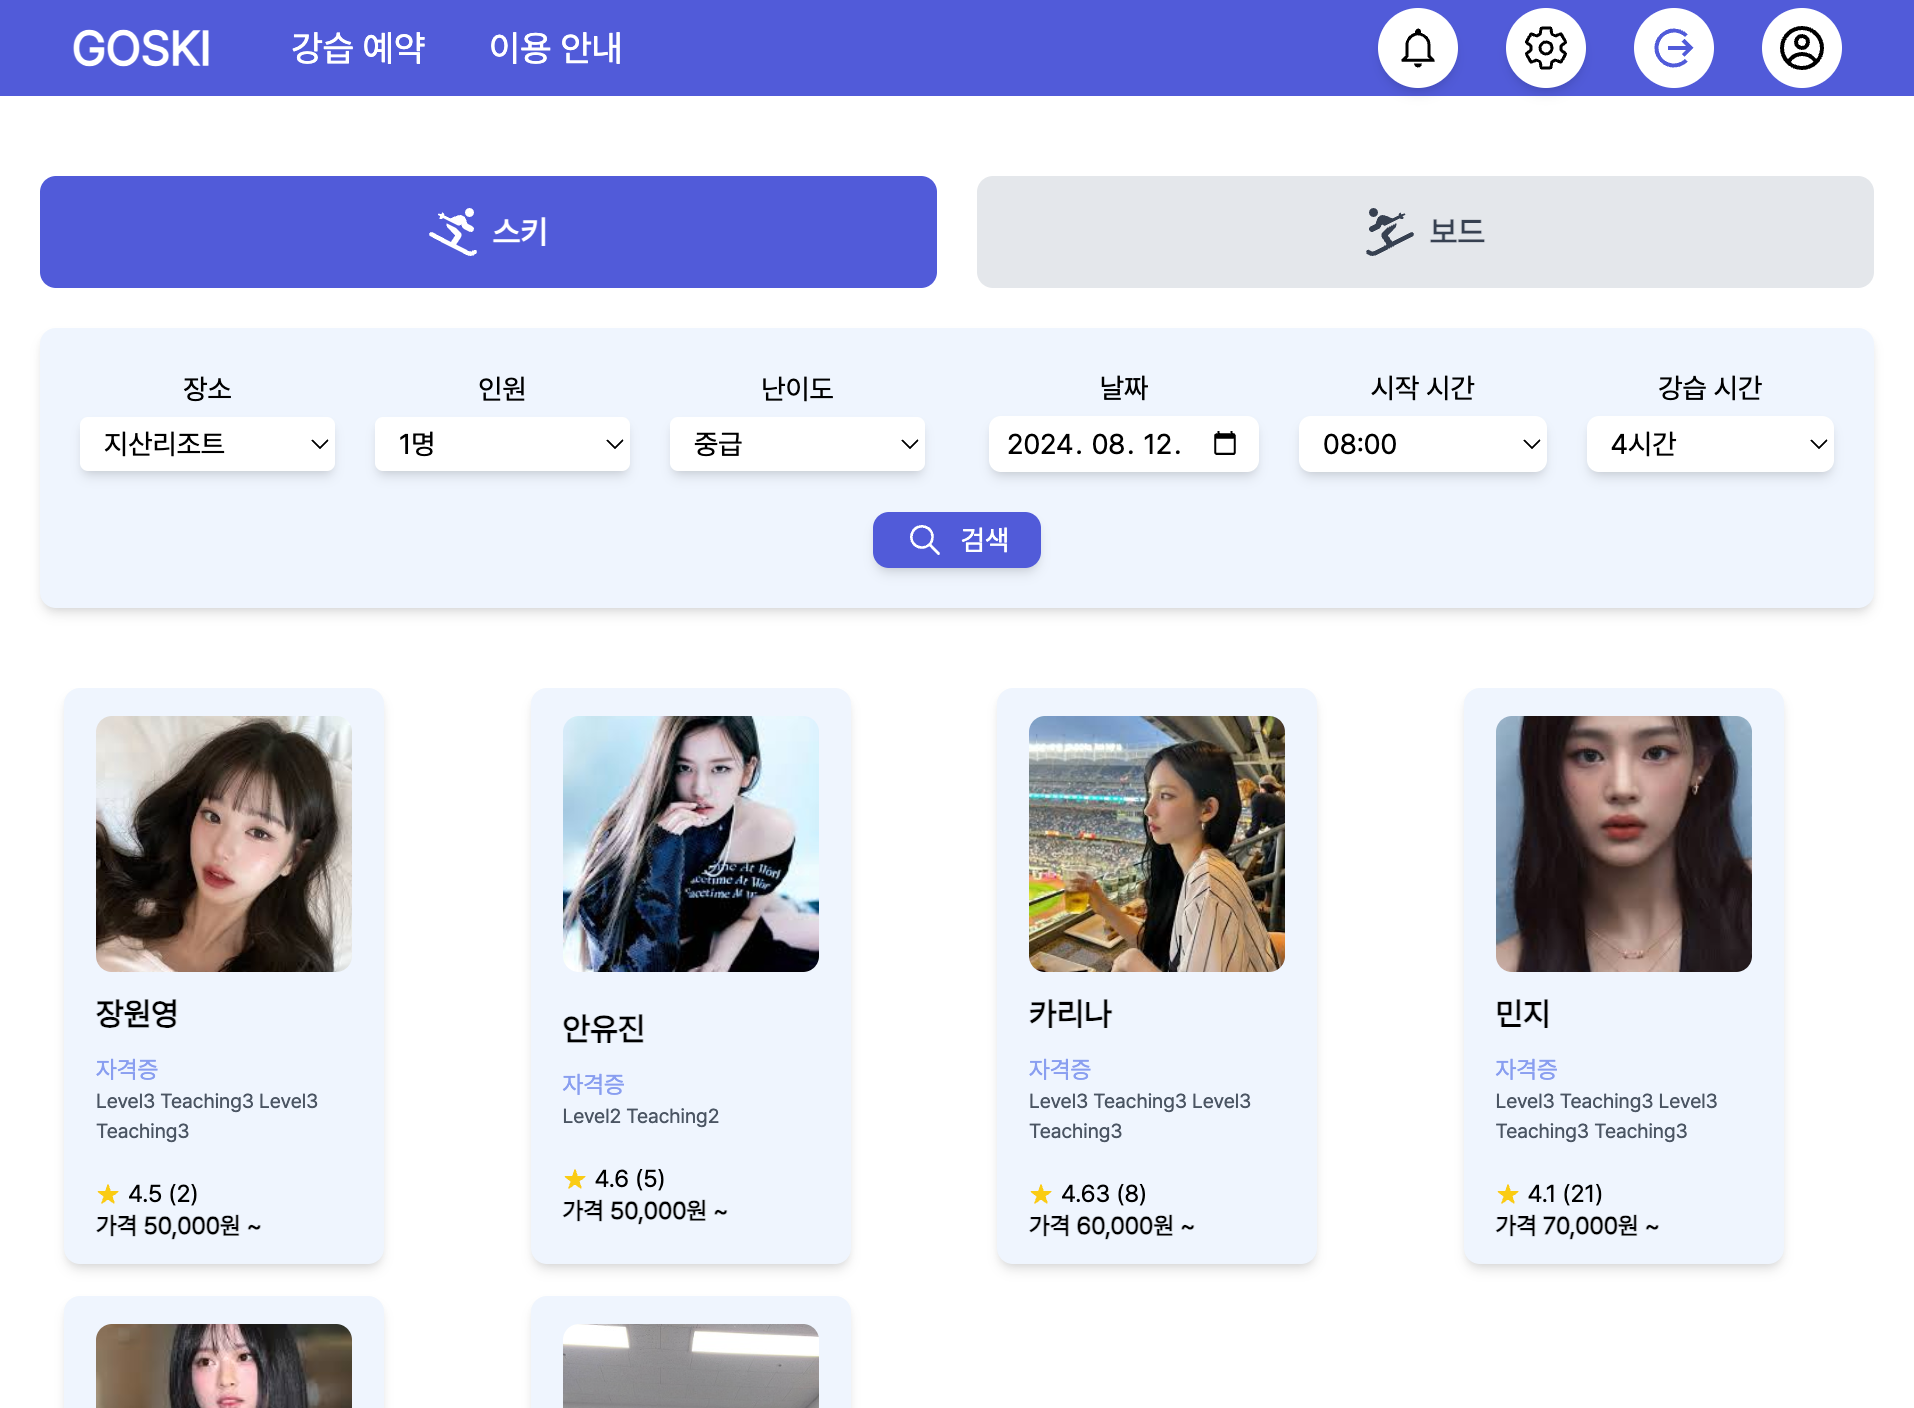 GOSKI 강습 예약 이용 안내
스키
보드
장소 인원 난이도 날짜 시작 시간 강습 시간
지산리조트 1명 중급 2024. 08. 12. 08:00 4시간
검색
장원영
자격증
Level3 Teaching3 Level3
Teaching3
4.5 (2)
가격 50,000원 ~
안유진
자격증
Level2 Teaching2
4.6 (5)
가격 50,000원 ~
카리나
자격증
Level3 Teaching3 Level3
Teaching3
4.63 (8)
가격 60,000원 ~
민지
자격증
Level3 Teaching3 Level3
Teaching3 Teaching3
4.1 (21)
가격 70,000원 ~